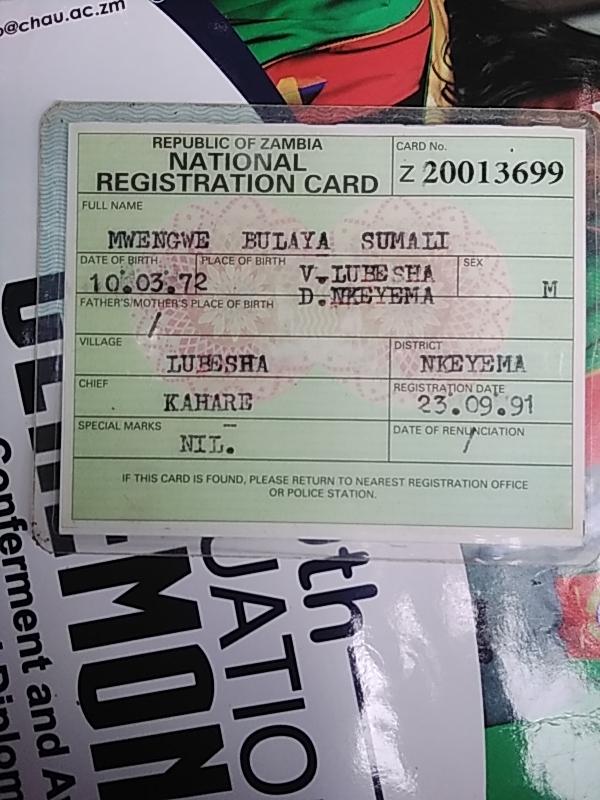 @chau.ac.zm
REPUBLIC OF ZAMBIA
NATIONAL
REGISTRATION CARD
CARD No.
Z 20013699
FULL NAME
MWENGWE BULAYA SUMALI
DATE OF BIRTH
10.03.72
PLACE OF BIRTH
V.LUBESHA
D.NKEYEMA
SEX
M
FATHER'S/MOTHER'S PLACE OF BIRTH
/
VILLAGE
LUBESHA
DISTRICT
NKEYEMA
CHIEF
KAHARE
REGISTRATION DATE
23.09.91
SPECIAL MARKS
NIL.
DATE OF RENUNCIATION
/
IF THIS CARD IS FOUND, PLEASE RETURN TO NEAREST REGISTRATION OFFICE
OR POLICE STATION.
th
UATIO
MON
Conferment and A